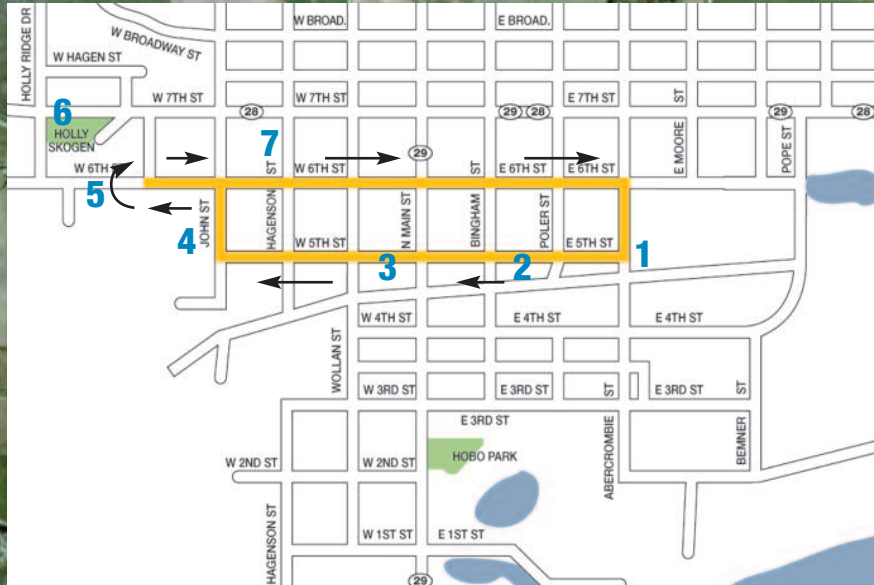 HOLLY RIDGE DR
W BROAD.
E BROAD.
W BROADWAY ST
W HAGEN ST
W 7TH ST
W 7TH ST
E 7TH ST
ST
6
28
29 28
29
28
HOLLY
SKOGEN
7
ST
29
ST
E MOORE
POPE ST
W 6TH ST
W 6TH ST
E 6TH ST
E 6TH ST
5
JOHN ST
HAGENSON
N MAIN ST
BINGHAM
POLER ST
4
W 5TH ST
E 5TH ST
1
3
2
W 4TH ST
E 4TH ST
E 4TH ST
WOLLAN ST
W 3RD ST
E 3RD ST
ST
E 3RD ST
ST
E 3RD ST
W 2ND ST
W 2ND ST
HOBO PARK
ABERCROMBIE
BEMNER
HAGENSON ST
W 1ST ST
E 1ST ST
29